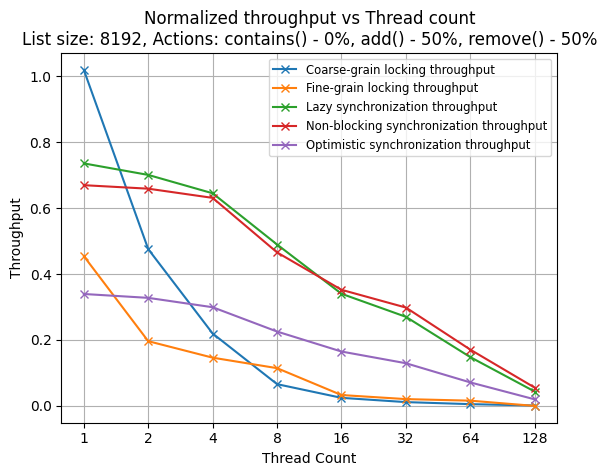 Normalized throughput vs Thread count
List size: 8192, Actions: contains() - 0%, add() - 50%, remove() - 50%
Coarse-grain locking throughput
Fine-grain locking throughput
Lazy synchronization throughput
Non-blocking synchronization throughput
Optimistic synchronization throughput
Throughput
1.0
0.8
0.6
0.4
0.2
0.0
1 2 4 8 16 32 64 128
Thread Count